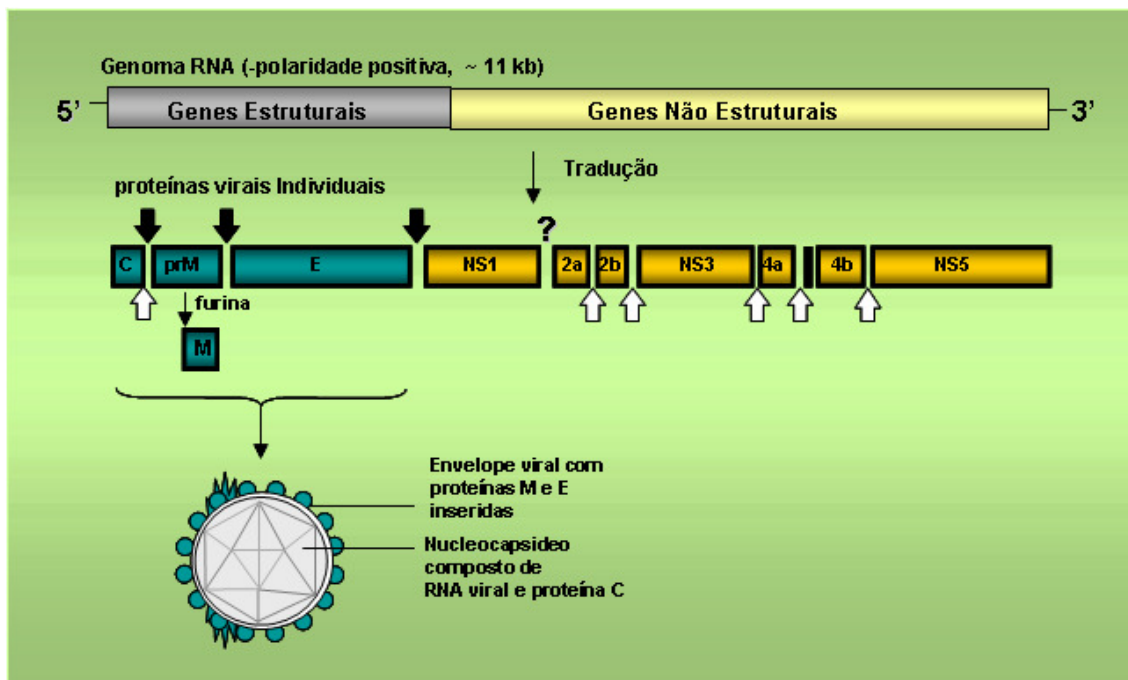 Genoma RNA (-polaridade positiva, ~ 11 kb)
5' Genes Estruturais Genes Não Estruturais 3'
Tradução
proteínas virais Individuais
?
C prM E NS1 2a 2b NS3 4a 4b NS5
furina
M
Envelope viral com
proteínas M e E
inseridas
Nucleocapsideo
composto de
RNA viral e proteína C